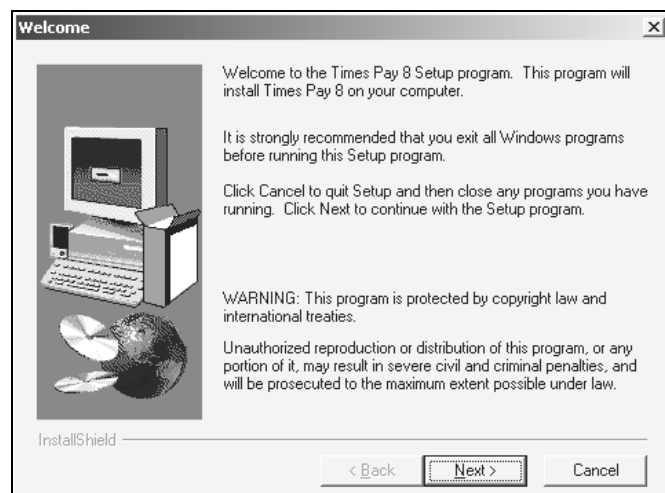 Welcome
Welcome to the Times Pay 8 Setup program. This program will
install Times Pay 8 on your computer.
It is strongly recommended that you exit all Windows programs
before running this Setup program.
Click Cancel to quit Setup and then close any programs you have
running. Click Next to continue with the Setup program.
WARNING: This program is protected by copyright law and
international treaties.
Unauthorized reproduction or distribution of this program, or any
portion of it, may result in severe civil and criminal penalties, and
will be prosecuted to the maximum extent possible under law.
InstallShield
< Back Next > Cancel